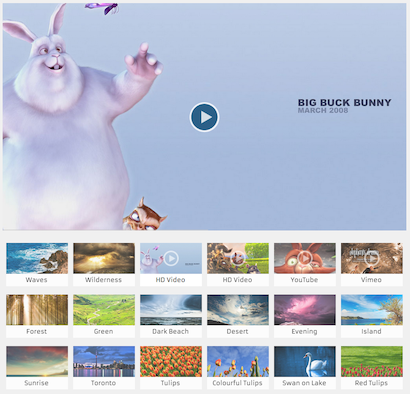 BIG BUCK BUNNY
MARCH 2008
Waves
Wilderness
HD Video
HD Video
YouTube
Vimeo
Forest
Green
Dark Beach
Desert
Evening
Island
Sunrise
Toronto
Tulips
Colourful Tulips
Swan on Lake
Red Tulips